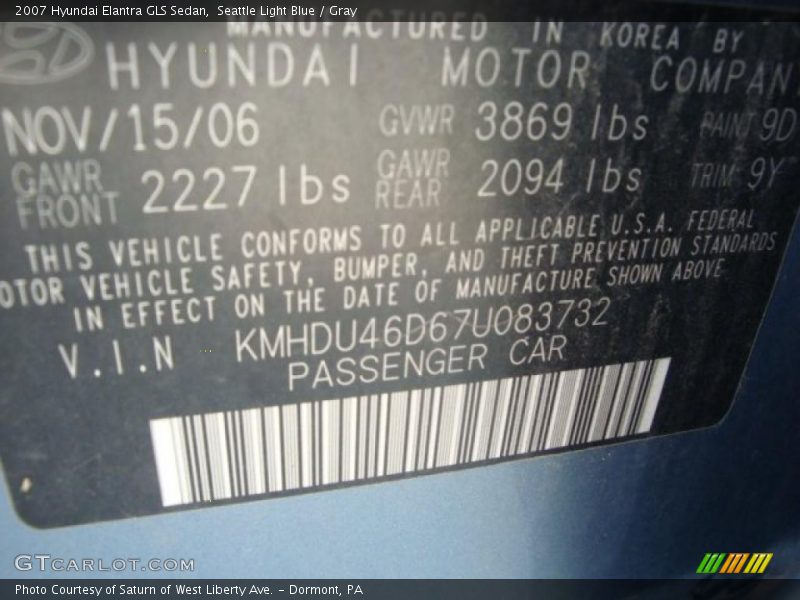 2007 Hyundai Elantra GLS Sedan, Seattle Light Blue / Gray
MANUFACTURED IN KOREA BY
HYUNDAI MOTOR COMPAN
NOV/15/06 GVWR 3869 lbs PAINT 9D
GAWR FRONT 2227 lbs GAWR REAR 2094 lbs TRIM 9Y
THIS VEHICLE CONFORMS TO ALL APPLICABLE U.S.A. FEDERAL
OTOR VEHICLE SAFETY, BUMPER, AND THEFT PREVENTION STANDARDS
IN EFFECT ON THE DATE OF MANUFACTURE SHOWN ABOVE
V.I.N KMHDU46D67U083732
PASSENGER CAR
GTCARLOT.COM
Photo Courtesy of Saturn of West Liberty Ave. - Dormont, PA